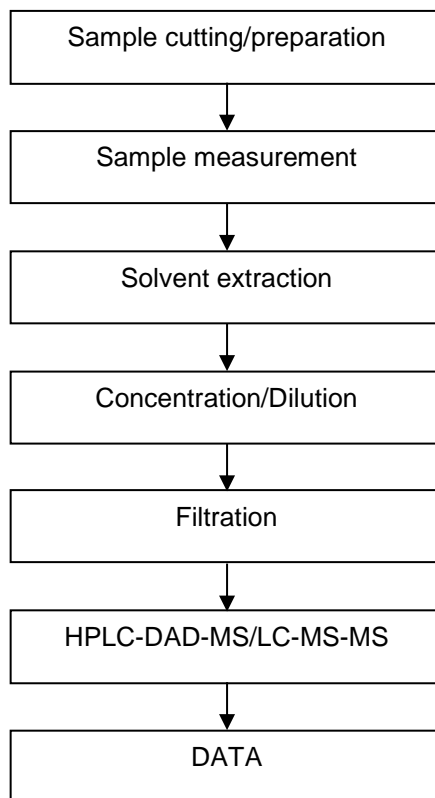 Sample cutting/preparation
Sample measurement
Solvent extraction
Concentration/Dilution
Filtration
HPLC-DAD-MS/LC-MS-MS
DATA